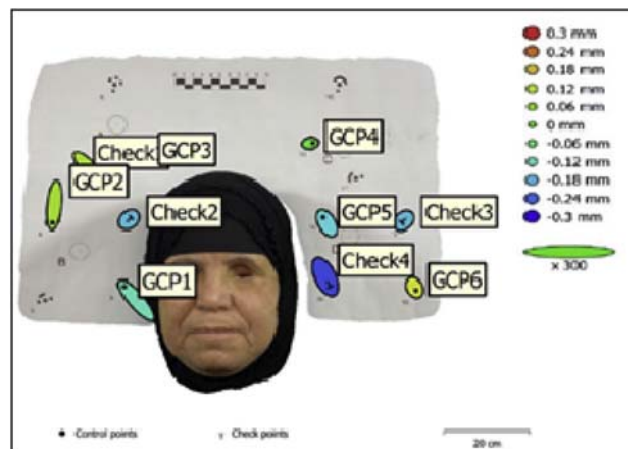 0.3 mm
0.24 mm
0.18 mm
0.12 mm
0.06 mm
0 mm
-0.06 mm
-0.12 mm
-0.18 mm
-0.24 mm
-0.3 mm
x 300
Check
GCP3
GCP4
GCP2
Check2
GCP5
Check3
GCP1
Check4
GCP6
Control points
Check points
20 cm